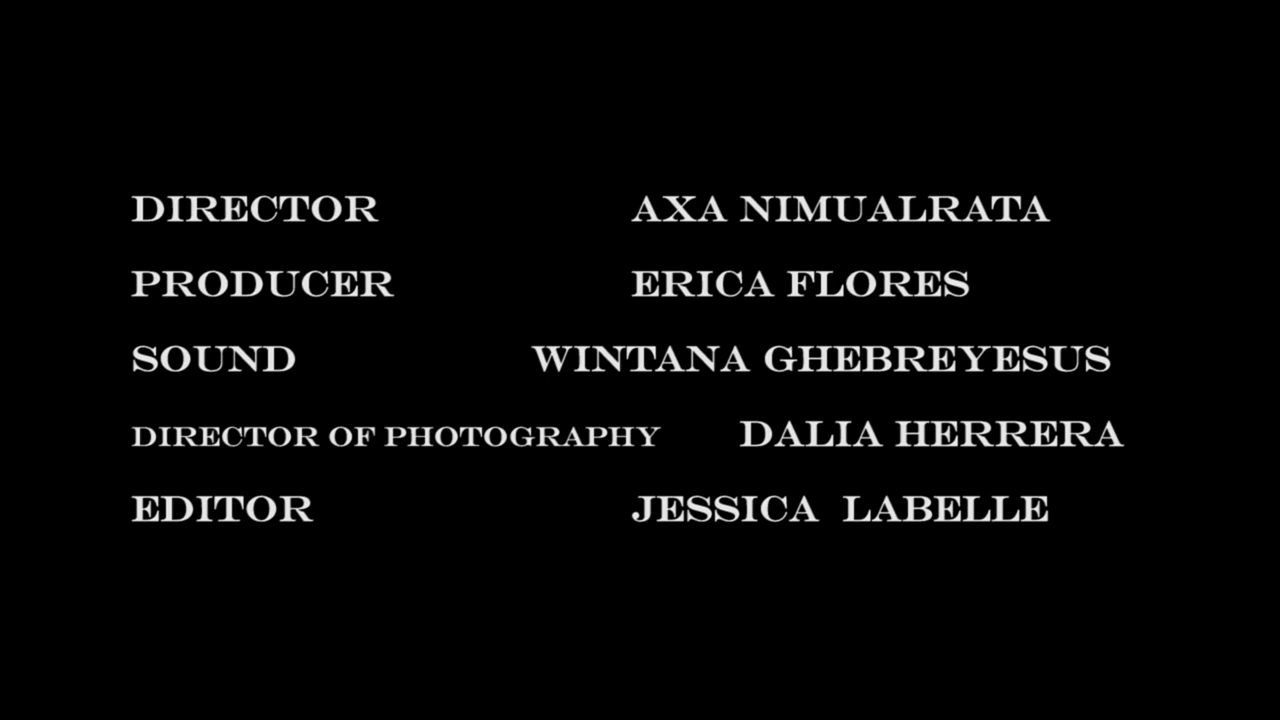 DIRECTOR AXA NIMUALRATA
PRODUCER ERICA FLORES
SOUND WINTANA GHEBREYESUS
DIRECTOR OF PHOTOGRAPHY DALIA HERRERA
EDITOR JESSICA LABELLE